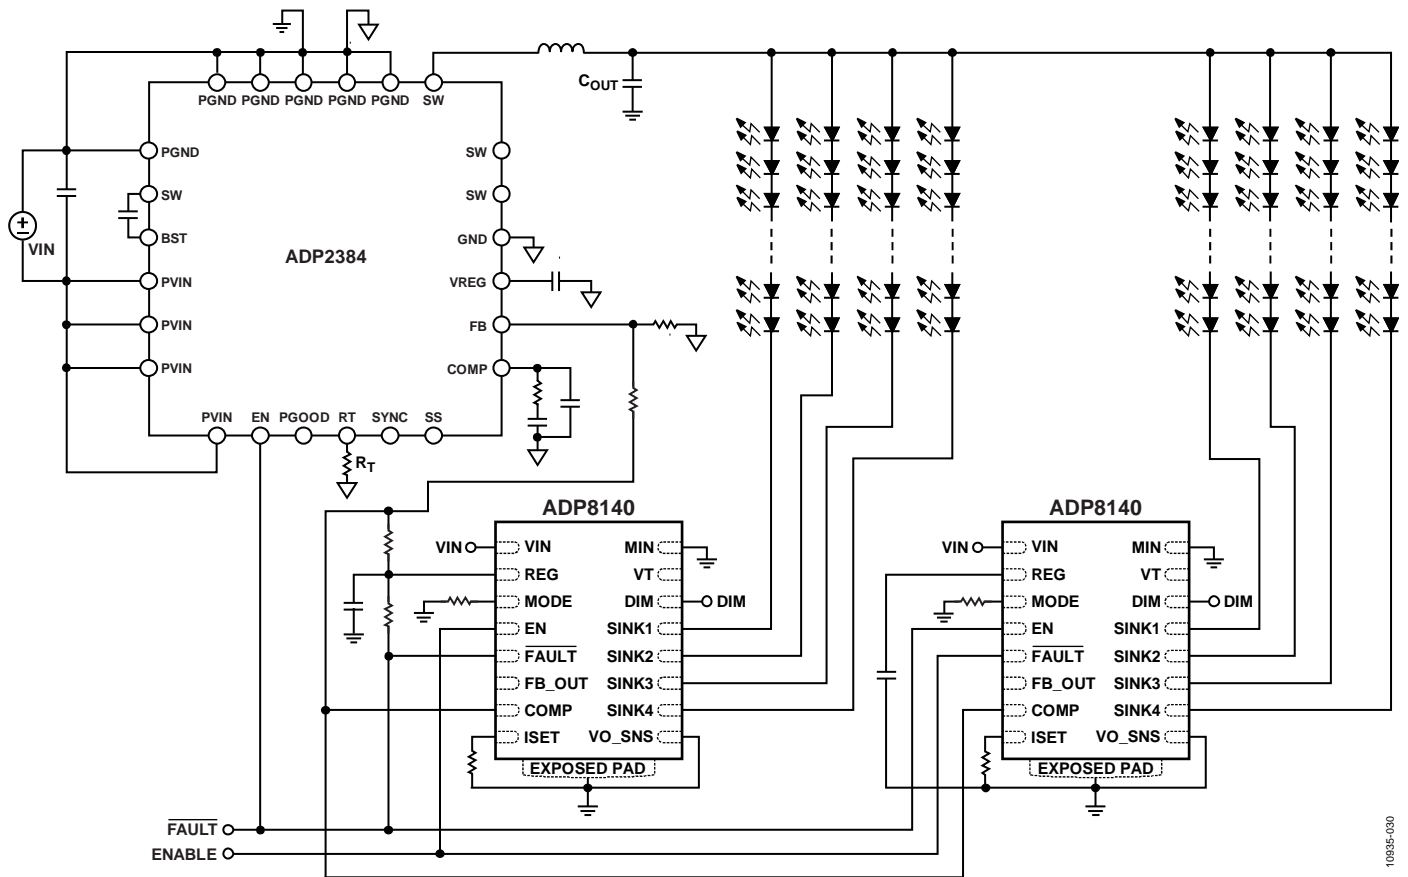 PGND PGND PGND PGND PGND SW
C_OUT
PGND
SW
BST
PVIN
PVIN
PVIN
VIN
ADP2384
SW
SW
GND
VREG
FB
COMP
PVIN EN PGOOD RT SYNC SS
R_T
ADP8140
VIN
VIN
REG
MODE
EN
FAULT
FB_OUT
COMP
ISET
MIN
VT
DIM
DIM
SINK1
SINK2
SINK3
SINK4
VO_SNS
EXPOSED PAD
ADP8140
VIN
VIN
REG
MODE
EN
FAULT
FB_OUT
COMP
ISET
MIN
VT
DIM
DIM
SINK1
SINK2
SINK3
SINK4
VO_SNS
EXPOSED PAD
FAULT
ENABLE
10935-030